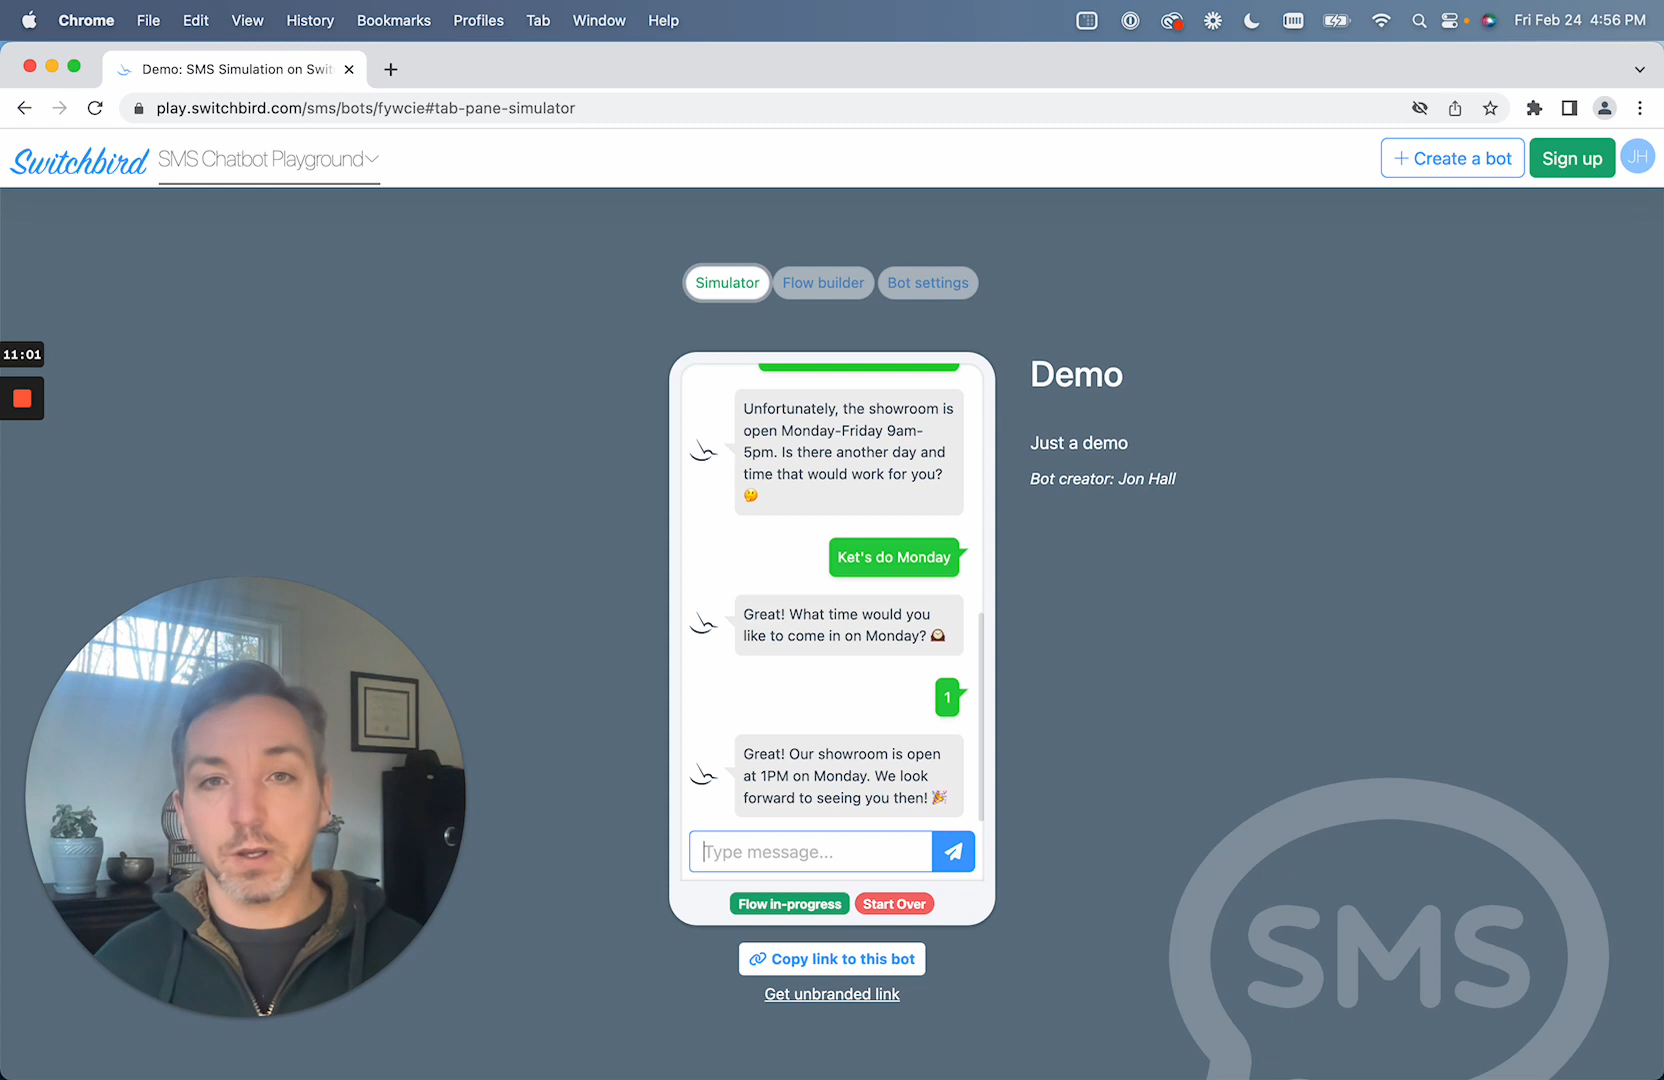 Chrome File Edit View History Bookmarks Profiles Tab Window Help Fri Feb 24 4:56 PM
Demo: SMS Simulation on Swit
play.switchbird.com/sms/bots/fywcie#tab-pane-simulator
Switchbird SMS Chatbot Playground + Create a bot Sign up JH
Simulator Flow builder Bot settings
11:01
Unfortunately, the showroom is
open Monday-Friday 9am-
5pm. Is there another day and
time that would work for you?
🤔
Ket's do Monday
Great! What time would you
like to come in on Monday? 🕰️
1
Great! Our showroom is open
at 1PM on Monday. We look
forward to seeing you then! 🎉
Type message...
Flow in-progress Start Over
Copy link to this bot
Get unbranded link
Demo
Just a demo
Bot creator: Jon Hall
SMS